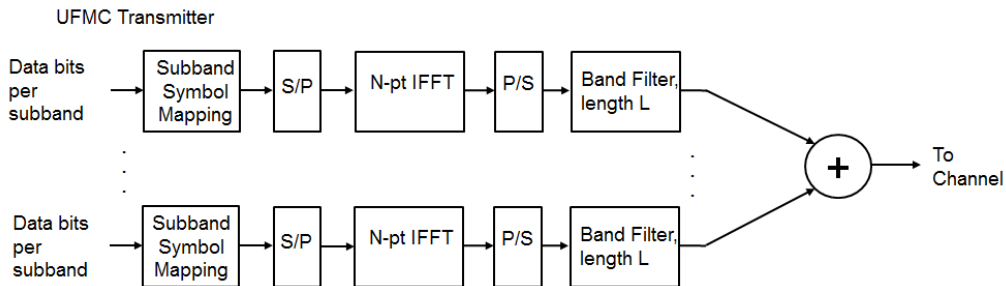 UFMC Transmitter
Data bits
per
subband
Subband
Symbol
Mapping
S/P
N-pt IFFT
P/S
Band Filter,
length L
+
To
Channel
Data bits
per
subband
Subband
Symbol
Mapping
S/P
N-pt IFFT
P/S
Band Filter,
length L